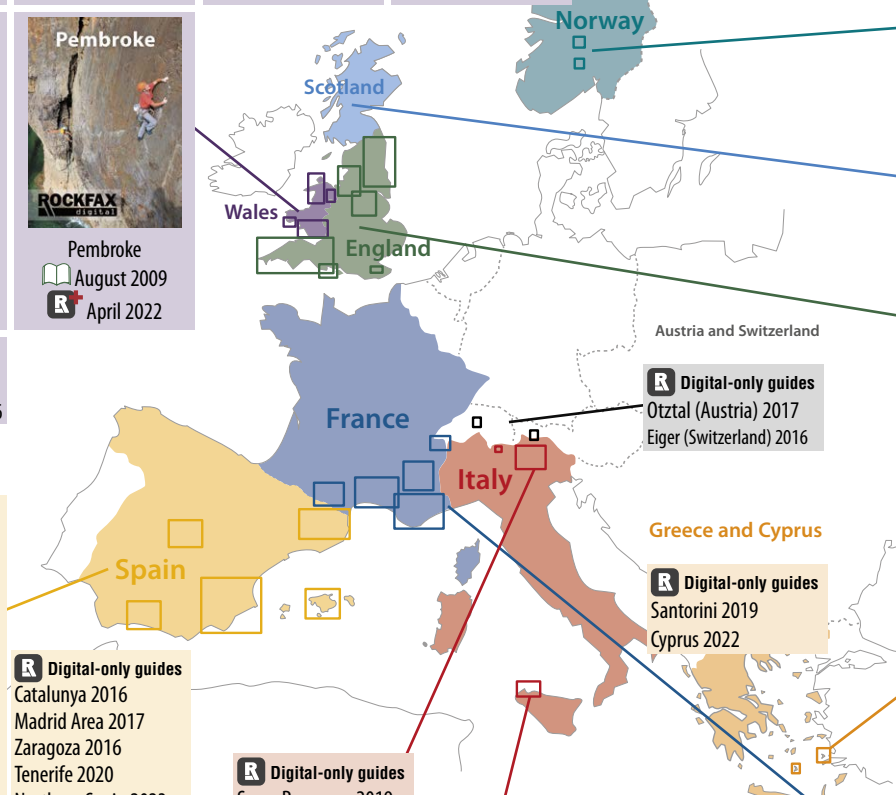 Pembroke
ROCKFAX
digital
Pembroke
August 2009
R April 2022
Norway
Scotland
Wales
England
Austria and Switzerland
R Digital-only guides
Otztal (Austria) 2017
Eiger (Switzerland) 2016
France
Italy
Spain
Greece and Cyprus
R Digital-only guides
Santorini 2019
Cyprus 2022
R Digital-only guides
Catalunya 2016
Madrid Area 2017
Zaragoza 2016
Tenerife 2020
R Digital-only guides